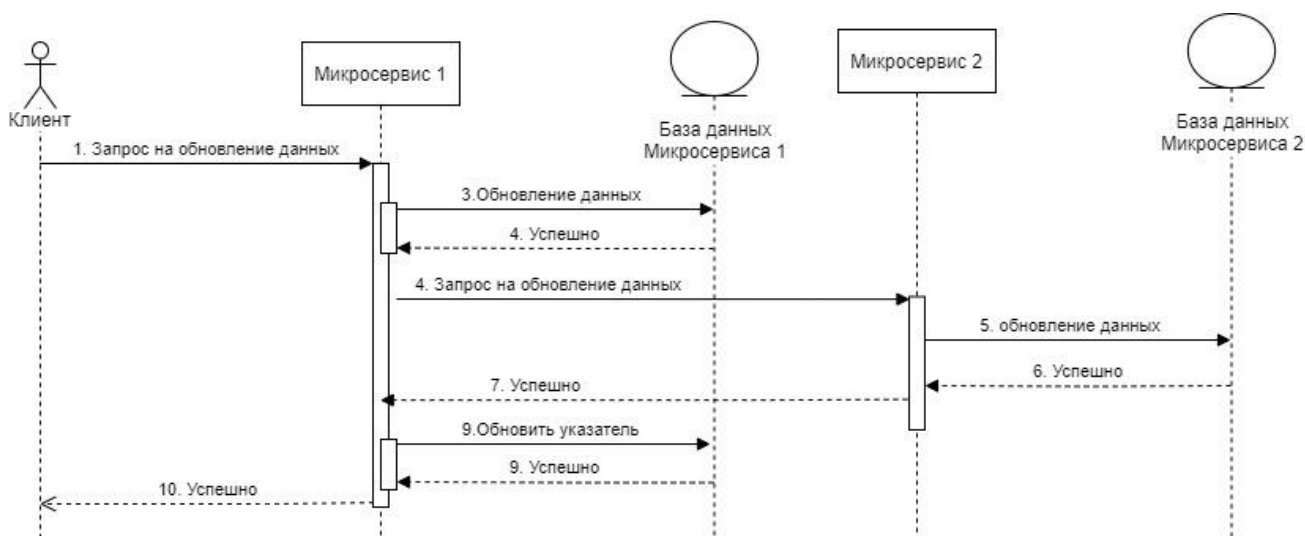 Клиент
Микросервис 1
База данных
Микросервиса 1
Микросервис 2
База данных
Микросервиса 2
1. Запрос на обновление данных
3.Обновление данных
4. Успешно
4. Запрос на обновление данных
5. обновление данных
6. Успешно
7. Успешно
9.Обновить указатель
9. Успешно
10. Успешно